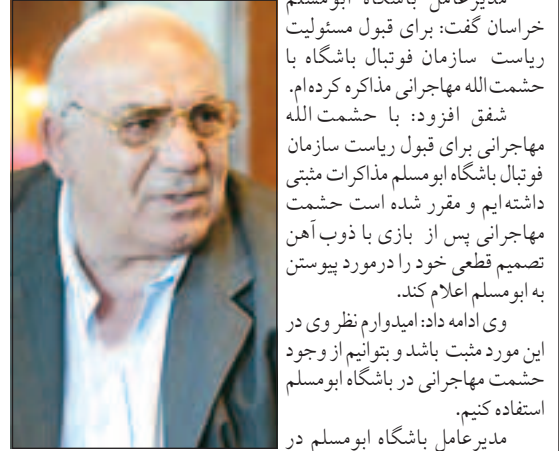 مدیرعامل باشگاه ابومسلم
خراسان گفت: برای قبول مسئولیت
ریاست سازمان فوتبال باشگاه با
حشمت‌الله مهاجرانی مذاکره کرده‌ام.
شفق افزود: با حشمت الله
مهاجرانی برای قبول ریاست سازمان
فوتبال باشگاه ابومسلم مذاکرات مثبتی
داشته‌ایم و مقرر شده است حشمت
مهاجرانی پس از بازی با ذوب آهن
تصمیم قطعی خود را درمورد پیوستن
به ابومسلم اعلام کند.
وی ادامه داد: امیدوارم نظر وی در
این مورد مثبت باشد و بتوانیم از وجود
حشمت مهاجرانی در باشگاه ابومسلم
استفاده کنیم.
مدیرعامل باشگاه ابومسلم در